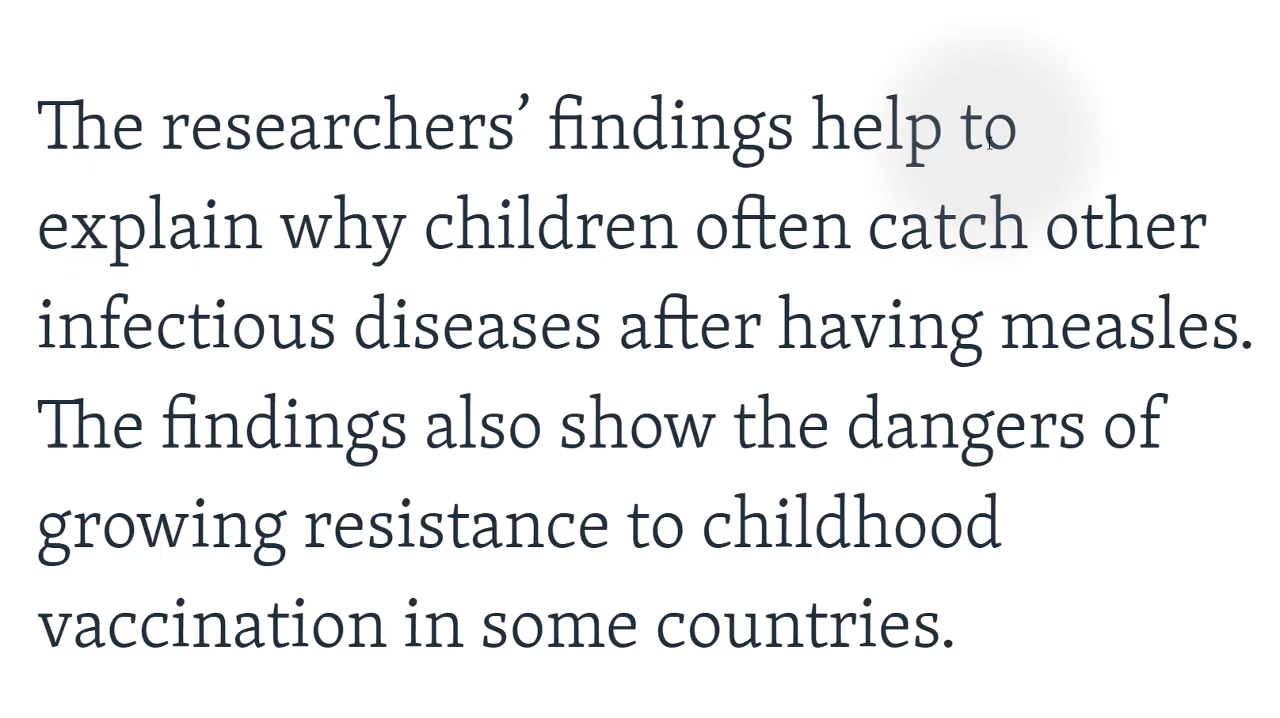 The researchers’ findings help to
explain why children often catch other
infectious diseases after having measles.
The findings also show the dangers of
growing resistance to childhood
vaccination in some countries.